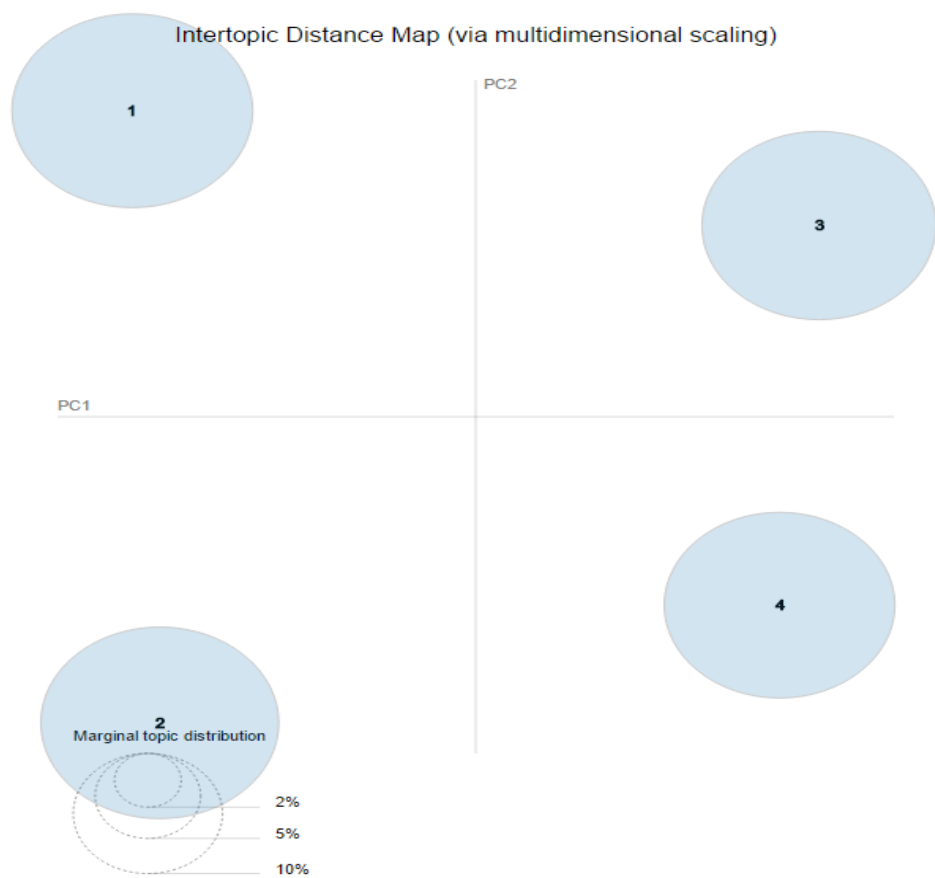 Intertopic Distance Map (via multidimensional scaling)
PC2
1
3
PC1
4
2
Marginal topic distribution
2%
5%
10%